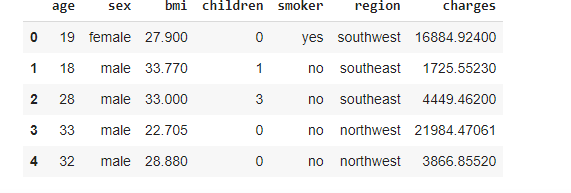 age sex bmi children smoker region charges
0 19 female 27.900 0 yes southwest 16884.92400
1 18 male 33.770 1 no southeast 1725.55230
2 28 male 33.000 3 no southeast 4449.46200
3 33 male 22.705 0 no northwest 21984.47061
4 32 male 28.880 0 no northwest 3866.85520